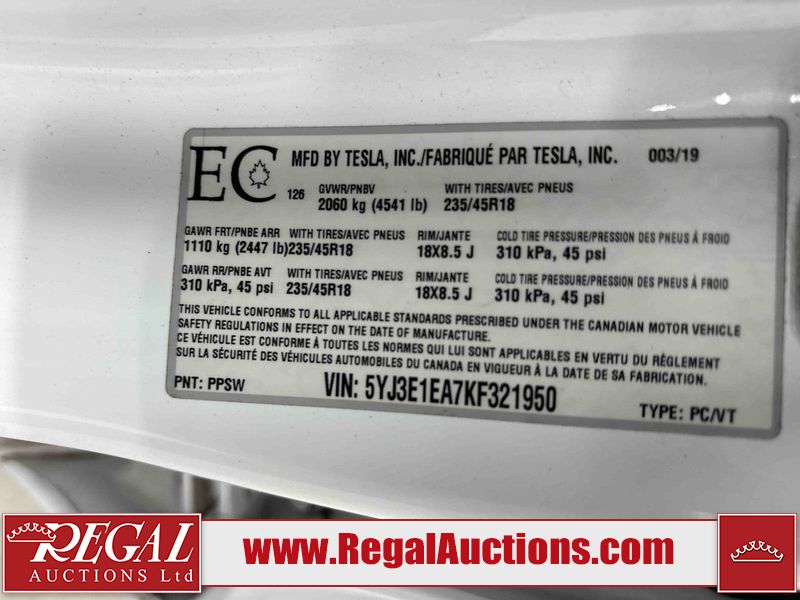 EC MFD BY TESLA, INC./FABRIQUÉ PAR TESLA, INC. 003/19
126 GVWR/PNBV WITH TIRES/AVEC PNEUS
2060 kg (4541 lb) 235/45R18
GAWR FRT/PNBE ARR WITH TIRES/AVEC PNEUS RIM/JANTE COLD TIRE PRESSURE/PRESSION DES PNEUS À FROID
1110 kg (2447 lb) 235/45R18 18X8.5 J 310 kPa, 45 psi
GAWR RR/PNBE AVT WITH TIRES/AVEC PNEUS RIM/JANTE COLD TIRE PRESSURE/PRESSION DES PNEUS À FROID
310 kPa, 45 psi 235/45R18 18X8.5 J 310 kPa, 45 psi
THIS VEHICLE CONFORMS TO ALL APPLICABLE STANDARDS PRESCRIBED UNDER THE CANADIAN MOTOR VEHICLE
SAFETY REGULATIONS IN EFFECT ON THE DATE OF MANUFACTURE.
CE VÉHICULE EST CONFORME À TOUTES LES NORMES QUI LUI SONT APPLICABLES EN VERTU DU RÈGLEMENT
SUR LA SÉCURITÉ DES VÉHICULES AUTOMOBILES DU CANADA EN VIGUEUR À LA DATE DE SA FABRICATION.
PNT: PPSW VIN: 5YJ3E1EA7KF321950 TYPE: PC/VT
REGAL
AUCTIONS Ltd
www.RegalAuctions.com